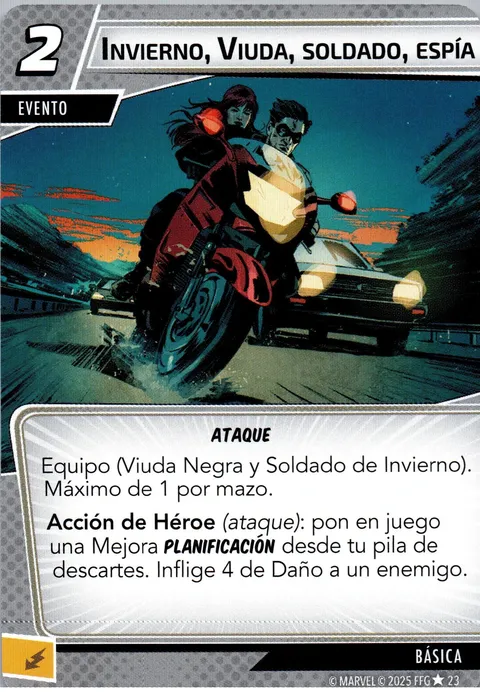 2
INVIERNO, VIUDA, SOLDADO, ESPÍA
EVENTO
ATAQUE
Equipo (Viuda Negra y Soldado de Invierno).
Máximo de 1 por mazo.
Acción de Héroe (ataque): pon en juego
una Mejora PLANIFICACIÓN desde tu pila de
descartes. Inflige 4 de Daño a un enemigo.
BÁSICA
© MARVEL © 2025 FFG ★ 23